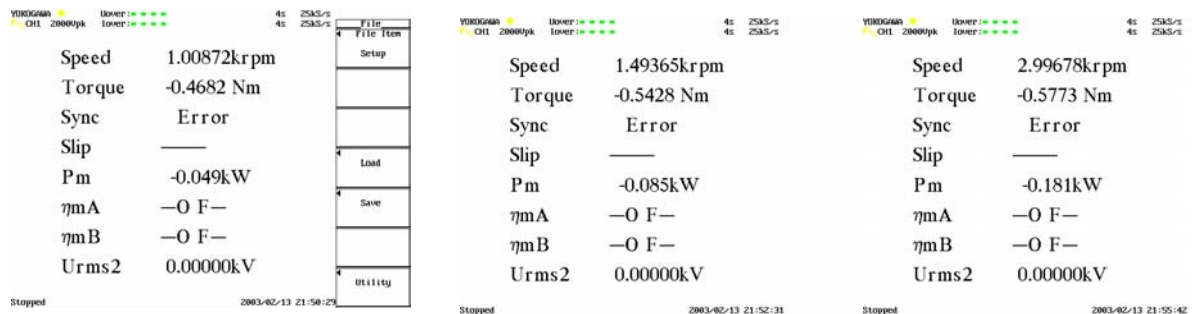 YOKOGAWA Uover: 4s 25kS/s
CH1 2000Vpk Iover: 4s 25kS/s
File
File Item
Setup
Load
Save
Utility
Speed 1.00872krpm
Torque -0.4682 Nm
Sync Error
Slip ——
Pm -0.049kW
ηmA —O F—
ηmB —O F—
Urms2 0.00000kV
Stopped 2003/02/13 21:50:29
YOKOGAWA Uover: 4s 25kS/s
CH1 2000Vpk Iover: 4s 25kS/s
Speed 1.49365krpm
Torque -0.5428 Nm
Sync Error
Slip ——
Pm -0.085kW
ηmA —O F—
ηmB —O F—
Urms2 0.00000kV
Stopped 2003/02/13 21:52:31
YOKOGAWA Uover: 4s 25kS/s
CH1 2000Vpk Iover: 4s 25kS/s
Speed 2.99678krpm
Torque -0.5773 Nm
Sync Error
Slip ——
Pm -0.181kW
ηmA —O F—
ηmB —O F—
Urms2 0.00000kV
Stopped 2003/02/13 21:55:42